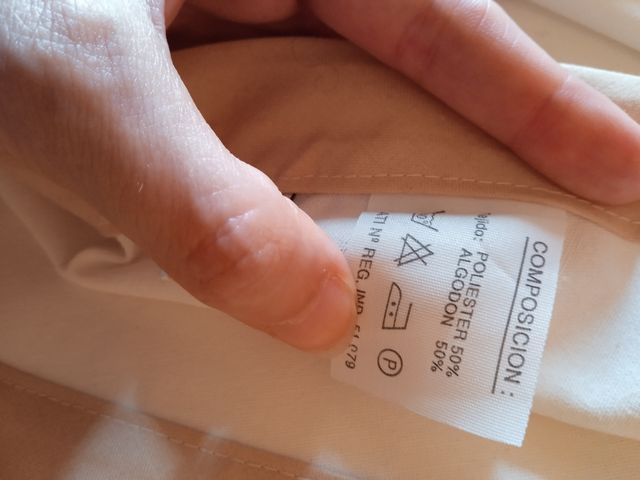 COMPOSICION :
POLIESTER 50%
ALGODON 50%
P
Nº REG. IND.